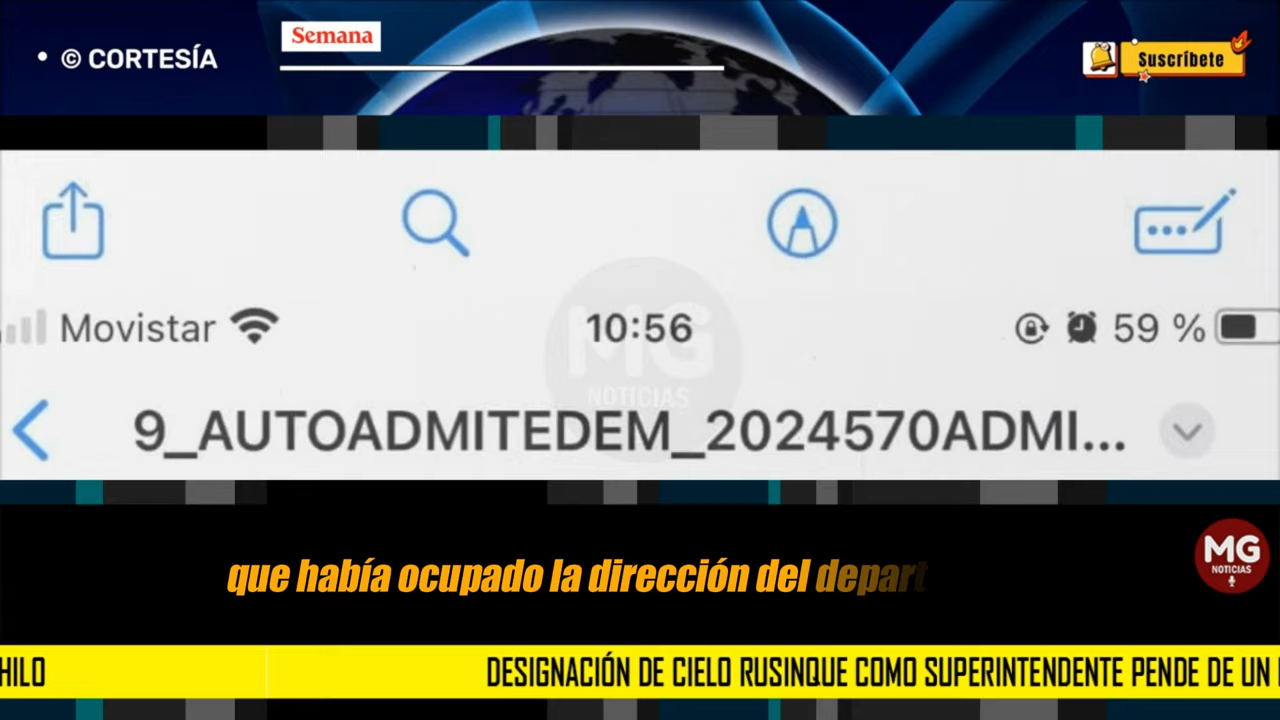 Semana
• © CORTESÍA
Suscríbete
Movistar
10:56
59 %
MG
NOTICIAS
9_AUTOADMITEDEM_2024570ADMI...
que había ocupado la dirección del depart
MG
NOTICIAS
HILO
DESIGNACIÓN DE CIELO RUSINQUE COMO SUPERINTENDENTE PENDE DE UN